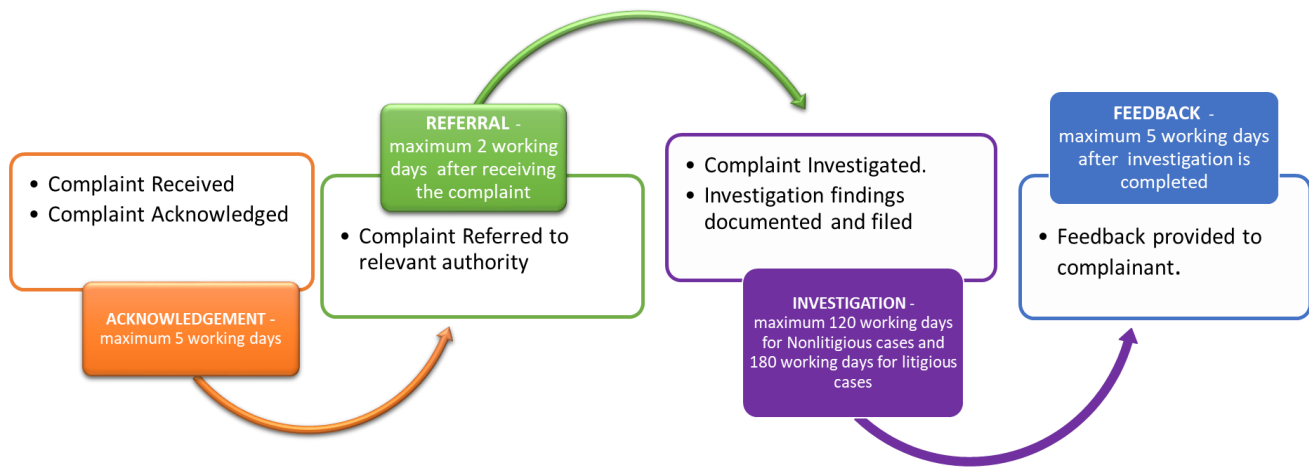 • Complaint Received
• Complaint Acknowledged
ACKNOWLEDGEMENT -
maximum 5 working days
REFERRAL -
maximum 2 working
days after receiving
the complaint
• Complaint Referred to
relevant authority
• Complaint Investigated.
• Investigation findings
documented and filed
INVESTIGATION -
maximum 120 working days
for Nonlitigious cases and
180 working days for litigious
cases
FEEDBACK -
maximum 5 working days
after investigation is
completed
• Feedback provided to
complainant.